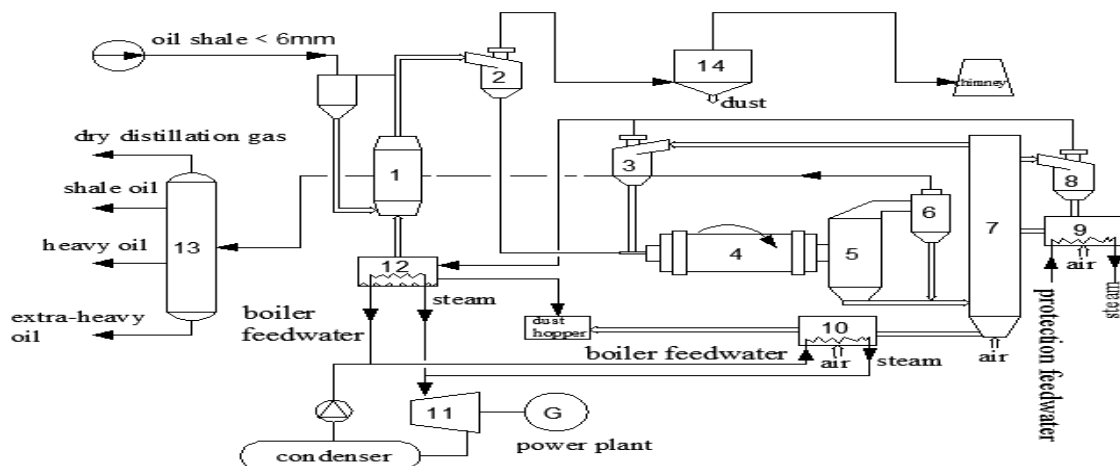 oil shale < 6mm
2
14
dust
chimney
dry distillation gas
1
3
8
shale oil
6
7
9
heavy oil
13
4
5
air
12
steam
steam
boiler
feedwater
extra-heavy
oil
dust
hopper
10
boiler feedwater
air
steam
air
protection feedwater
11
G
power plant
condenser